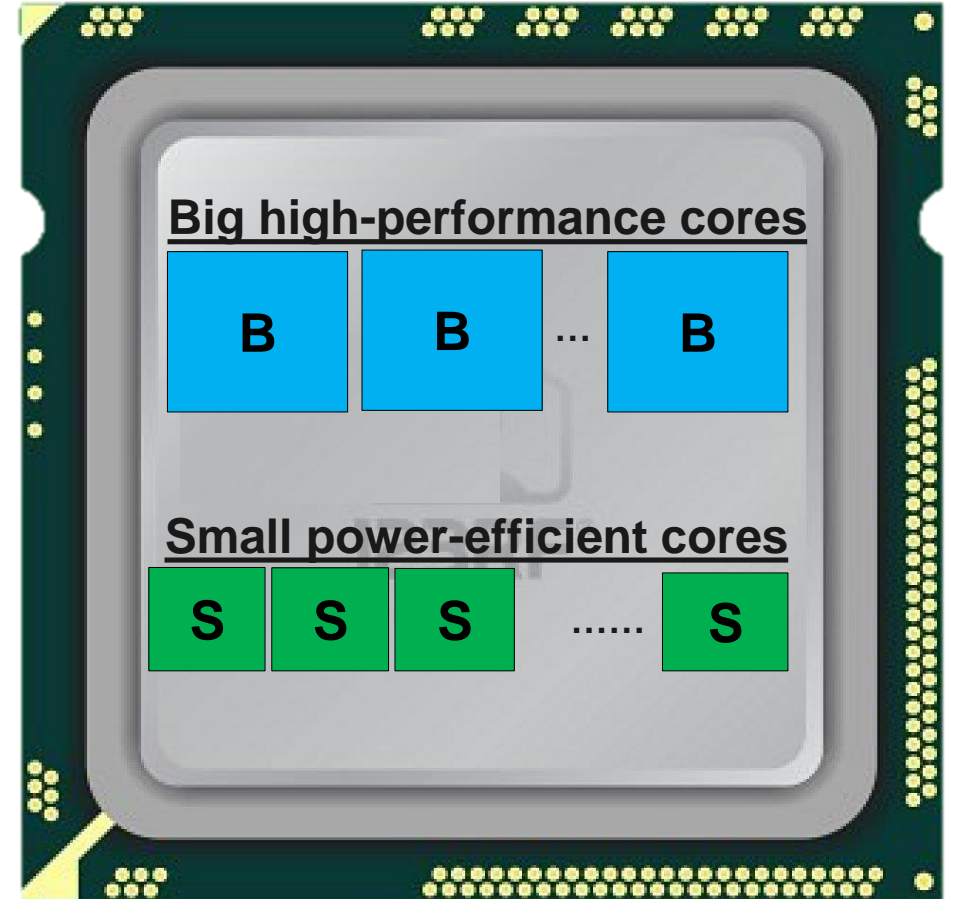 Big high-performance cores
B B ... B
Small power-efficient cores
S S S ...... S